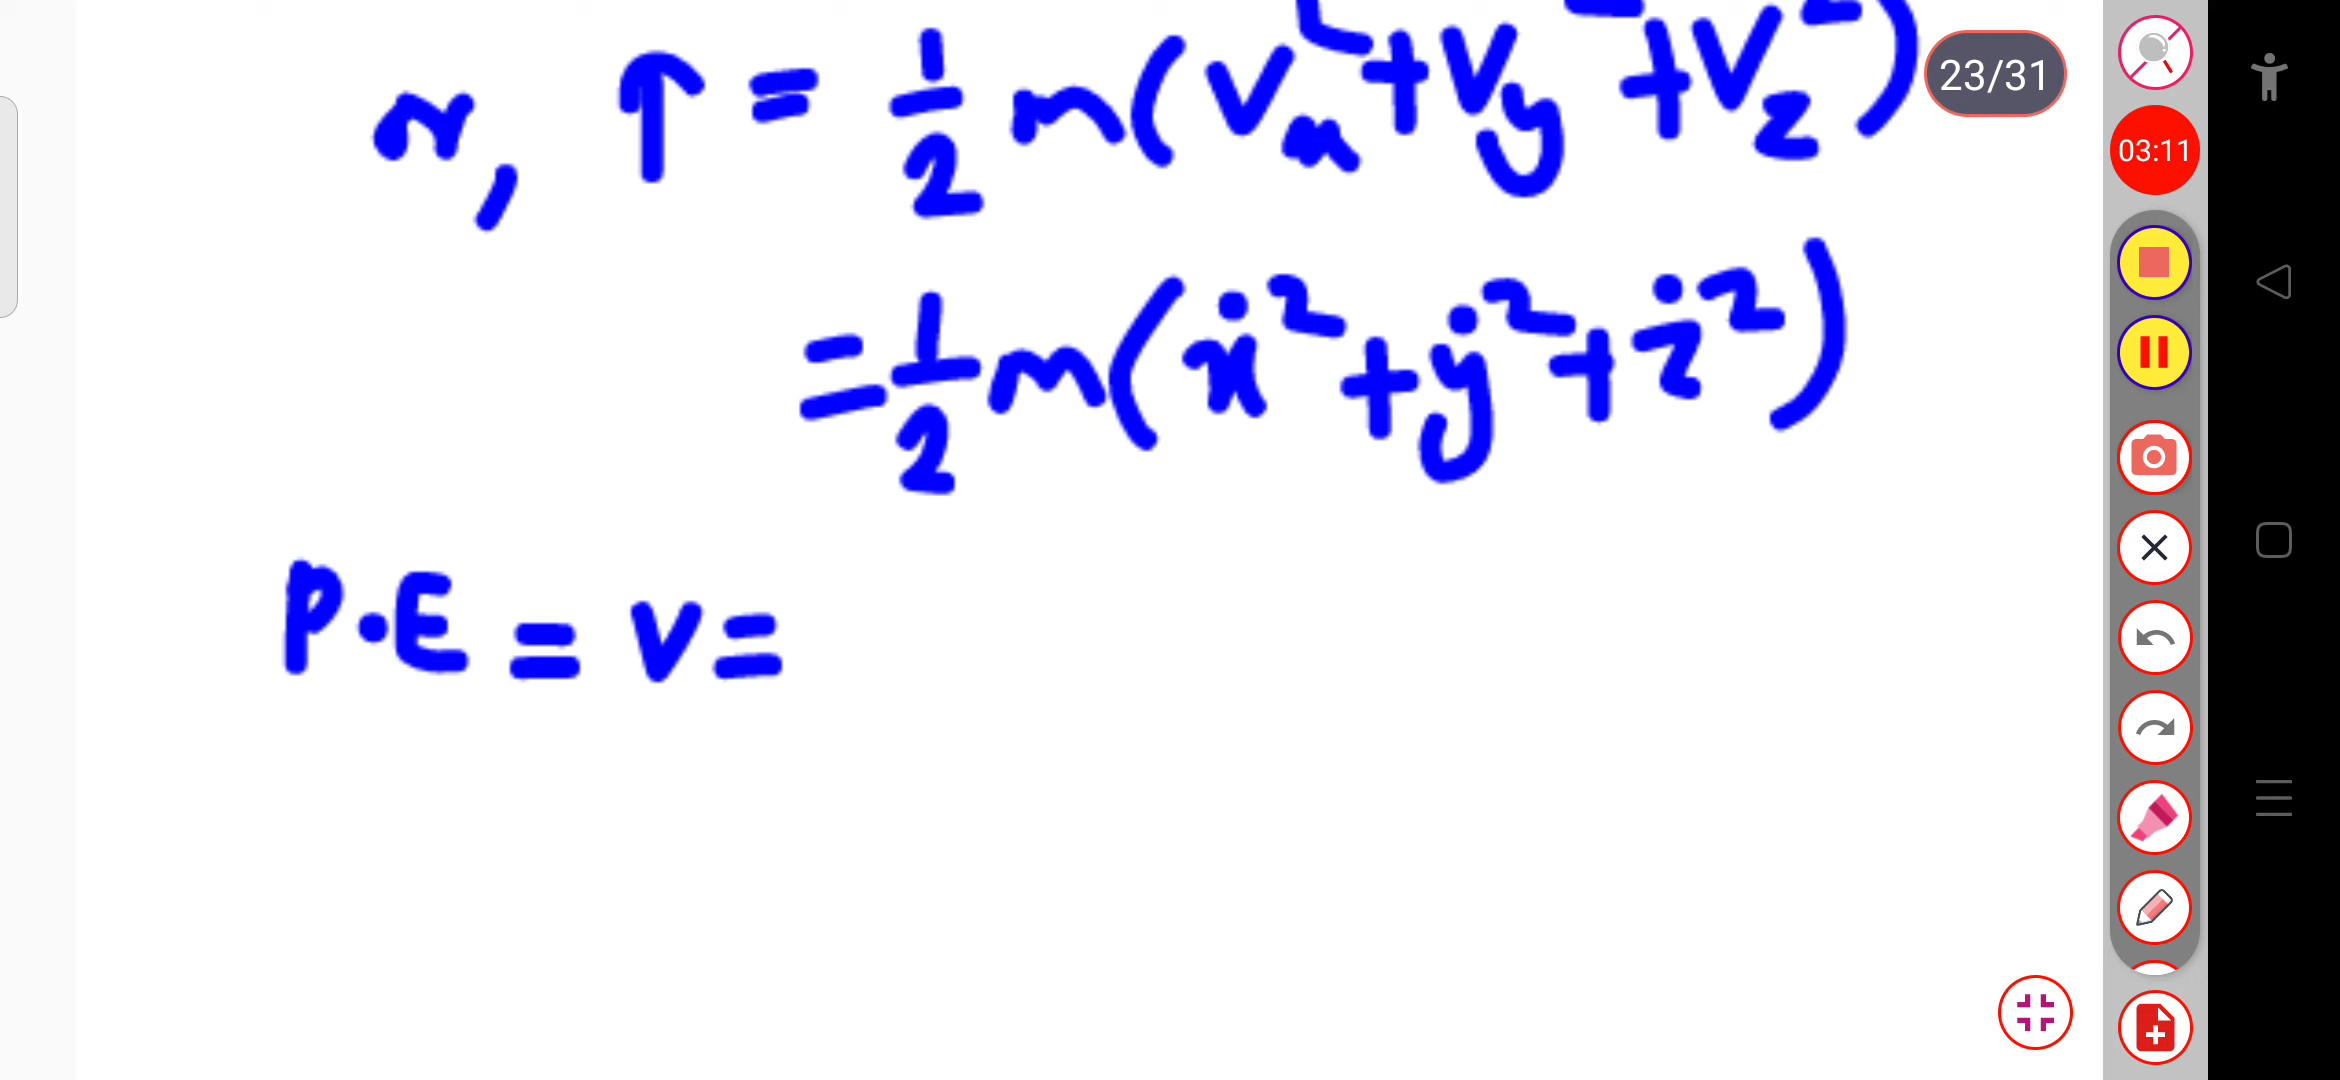 or, T = 1/2 m(vx² + vy² + vz²)
23/31
03:11
= 1/2 m(ẋ² + ẏ² + ż²)
P.E = V =